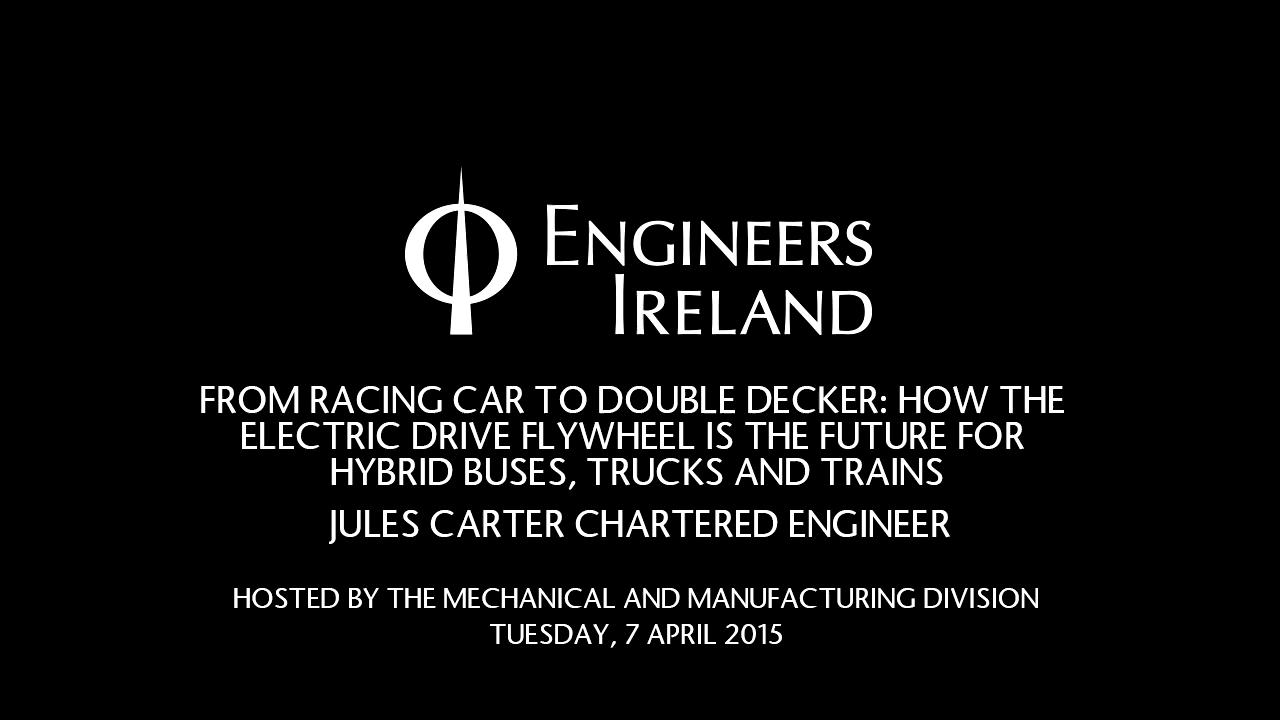 ENGINEERS
IRELAND
FROM RACING CAR TO DOUBLE DECKER: HOW THE
ELECTRIC DRIVE FLYWHEEL IS THE FUTURE FOR
HYBRID BUSES, TRUCKS AND TRAINS
JULES CARTER CHARTERED ENGINEER
HOSTED BY THE MECHANICAL AND MANUFACTURING DIVISION
TUESDAY, 7 APRIL 2015